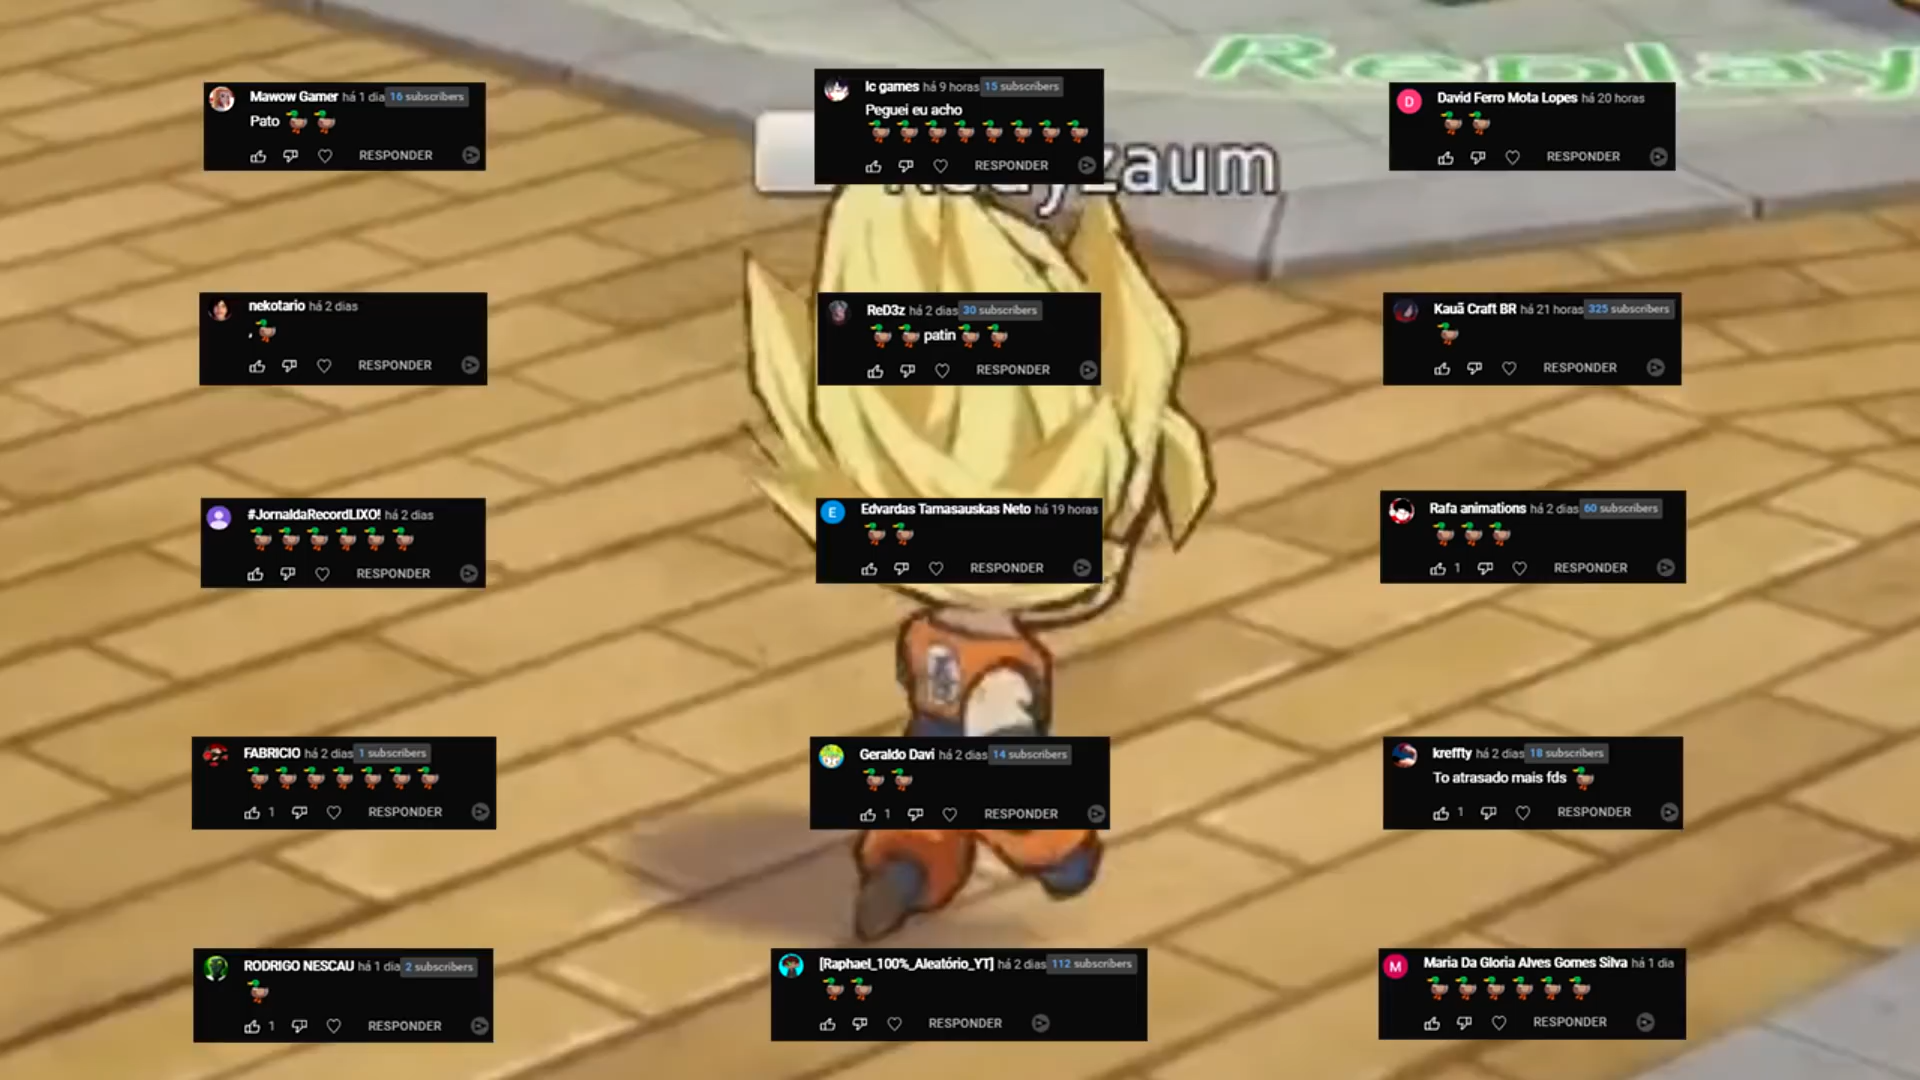 Replay
zaum
Mawow Gamer há 1 dia 16 subscribers
Pato 🦆🦆
RESPONDER
lc games há 9 horas 15 subscribers
Peguei eu acho
🦆🦆🦆🦆🦆🦆🦆🦆
RESPONDER
David Ferro Mota Lopes há 20 horas
🦆🦆
RESPONDER
nekotario há 2 dias
, 🦆
RESPONDER
ReD3z há 2 dias 30 subscribers
🦆🦆 patin 🦆🦆
RESPONDER
Kauã Craft BR há 21 horas 325 subscribers
🦆
RESPONDER
#JornaldaRecordLIXO! há 2 dias
🦆🦆🦆🦆🦆🦆
RESPONDER
Edvardas Tamasauskas Neto há 19 horas
🦆🦆
RESPONDER
Rafa animations há 2 dias 60 subscribers
🦆🦆🦆
1 RESPONDER
FABRICIO há 2 dias 1 subscribers
🦆🦆🦆🦆🦆🦆🦆
1 RESPONDER
Geraldo Davi há 2 dias 14 subscribers
🦆🦆
1 RESPONDER
kreffty há 2 dias 18 subscribers
To atrasado mais fds 🦆
1 RESPONDER
RODRIGO NESCAU há 1 dia 2 subscribers
🦆
1 RESPONDER
[Raphael_100%_Aleatório_YT] há 2 dias 112 subscribers
🦆🦆
RESPONDER
Maria Da Gloria Alves Gomes Silva há 1 dia
🦆🦆🦆🦆🦆🦆
RESPONDER